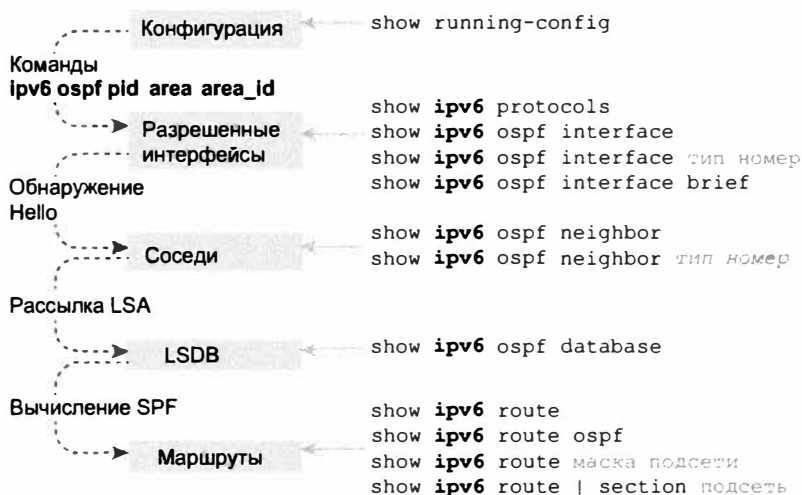 Конфигурация
show running-config
Команды
ipv6 ospf pid area area_id
Разрешенные
интерфейсы
show ipv6 protocols
show ipv6 ospf interface
show ipv6 ospf interface тип номер
show ipv6 ospf interface brief
Обнаружение
Hello
Соседи
show ipv6 ospf neighbor
show ipv6 ospf neighbor тип номер
Рассылка LSA
LSDB
show ipv6 ospf database
Вычисление SPF
Маршруты
show ipv6 route
show ipv6 route ospf
show ipv6 route маска подсети
show ipv6 route | section подсеть